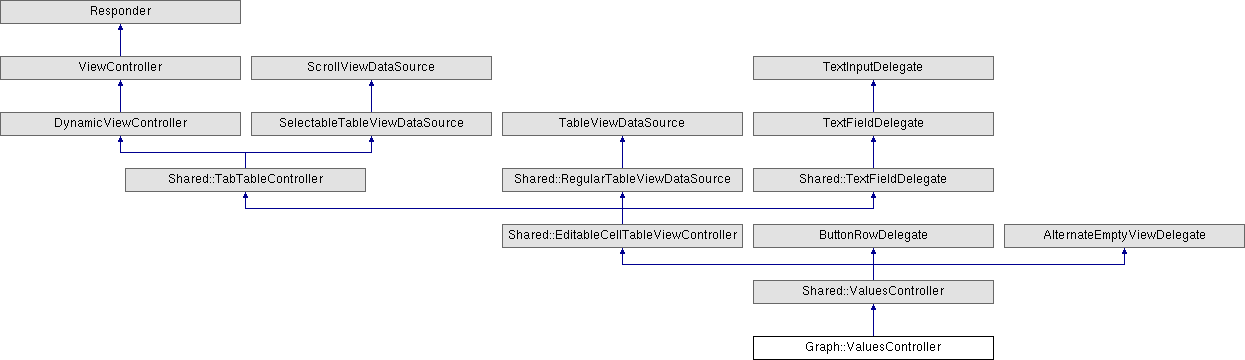 Responder
ViewController
ScrollViewDataSource
TextInputDelegate
DynamicViewController
SelectableTableViewDataSource
TableViewDataSource
TextFieldDelegate
Shared::TabTableController
Shared::RegularTableViewDataSource
Shared::TextFieldDelegate
Shared::EditableCellTableViewController
ButtonRowDelegate
AlternateEmptyViewDelegate
Shared::ValuesController
Graph::ValuesController